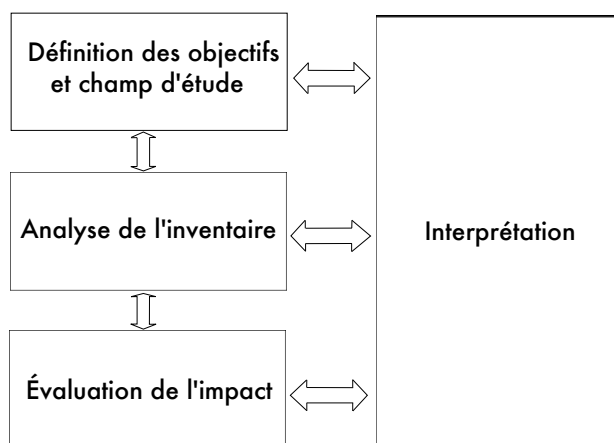 Définition des objectifs
et champ d'étude
Analyse de l'inventaire
Interprétation
Évaluation de l'impact